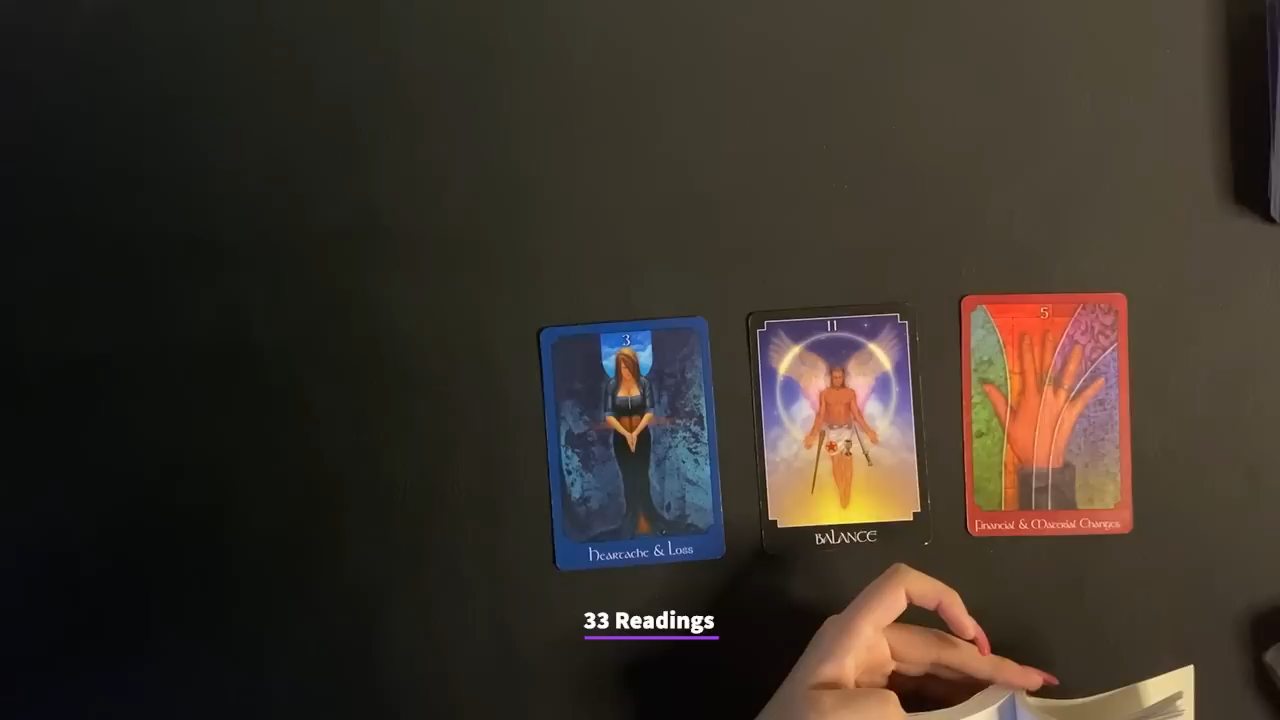 3
Heartache & Loss
11
BALANCE
5
Financial & Material Changes
33 Readings